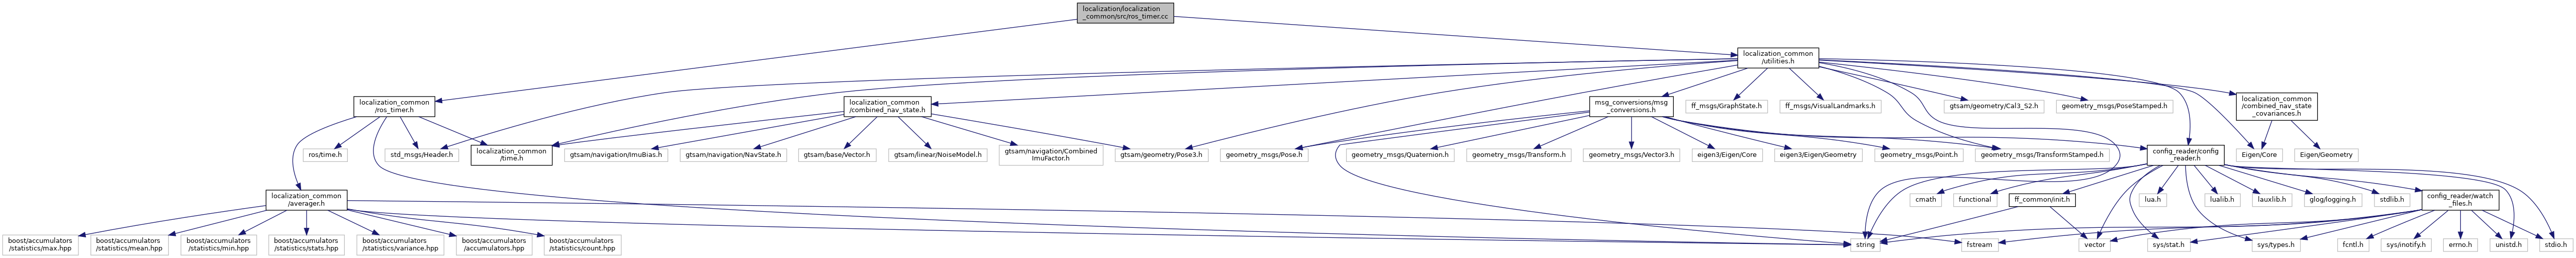 localization/localization
_common/src/ros_timer.cc
localization_common
/utilities.h
localization_common
/ros_timer.h
localization_common
/combined_nav_state.h
msg_conversions/msg
_conversions.h
ff_msgs/GraphState.h
ff_msgs/VisualLandmarks.h
gtsam/geometry/Cal3_S2.h
geometry_msgs/PoseStamped.h
localization_common
/combined_nav_state
_covariances.h
ros/time.h
std_msgs/Header.h
localization_common
/time.h
gtsam/navigation/ImuBias.h
gtsam/navigation/NavState.h
gtsam/base/Vector.h
gtsam/linear/NoiseModel.h
gtsam/navigation/Combined
ImuFactor.h
gtsam/geometry/Pose3.h
geometry_msgs/Pose.h
geometry_msgs/Quaternion.h
geometry_msgs/Transform.h
geometry_msgs/Vector3.h
eigen3/Eigen/Core
eigen3/Eigen/Geometry
geometry_msgs/Point.h
geometry_msgs/TransformStamped.h
config_reader/config
_reader.h
Eigen/Core
Eigen/Geometry
localization_common
/averager.h
cmath
functional
ff_common/init.h
lua.h
lualib.h
lauxlib.h
glog/logging.h
stdlib.h
config_reader/watch
_files.h
boost/accumulators
/statistics/max.hpp
boost/accumulators
/statistics/mean.hpp
boost/accumulators
/statistics/min.hpp
boost/accumulators
/statistics/stats.hpp
boost/accumulators
/statistics/variance.hpp
boost/accumulators
/accumulators.hpp
boost/accumulators
/statistics/count.hpp
string
fstream
vector
sys/stat.h
sys/types.h
fcntl.h
sys/inotify.h
errno.h
unistd.h
stdio.h